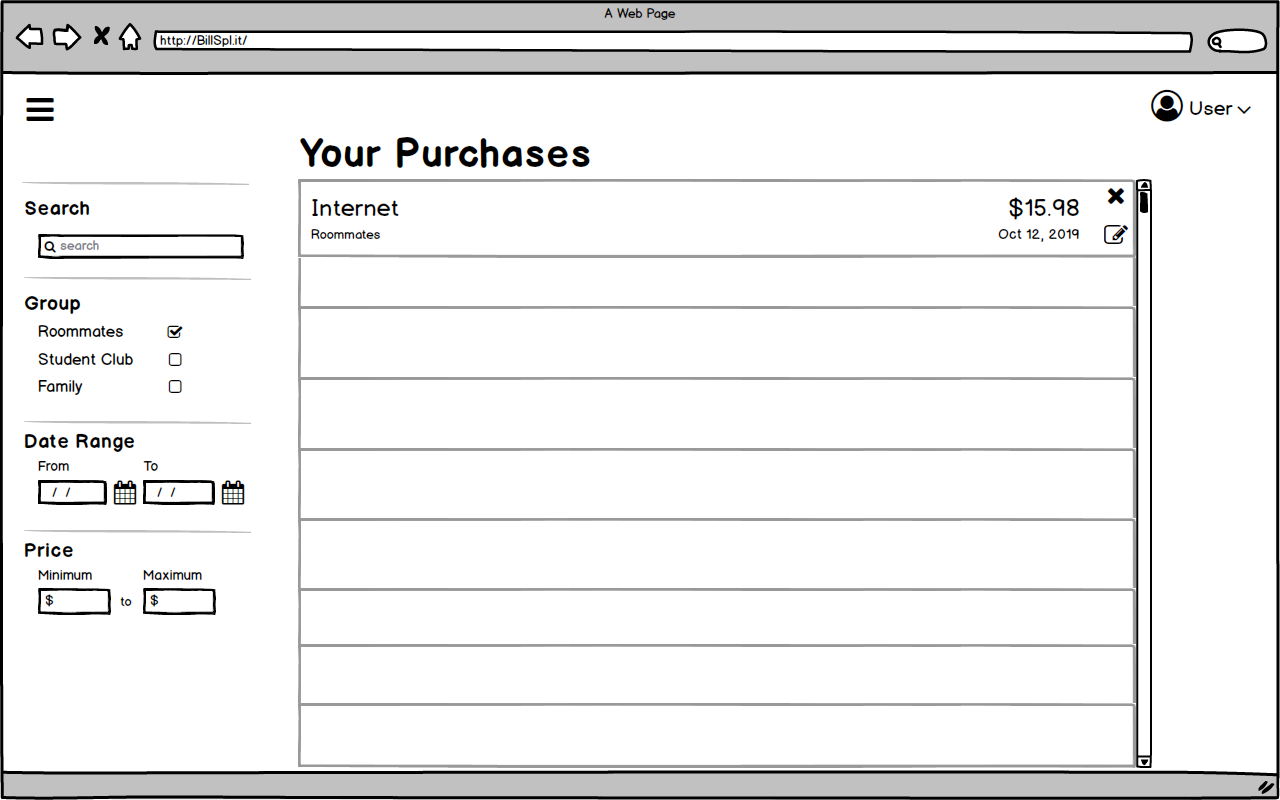 A Web Page
http://BillSpl.it/
User
Your Purchases
Search
search
Group
Roommates
Student Club
Family
Date Range
From To
/ / / /
Price
Minimum Maximum
$ to $
Internet $15.98
Roommates Oct 12, 2019